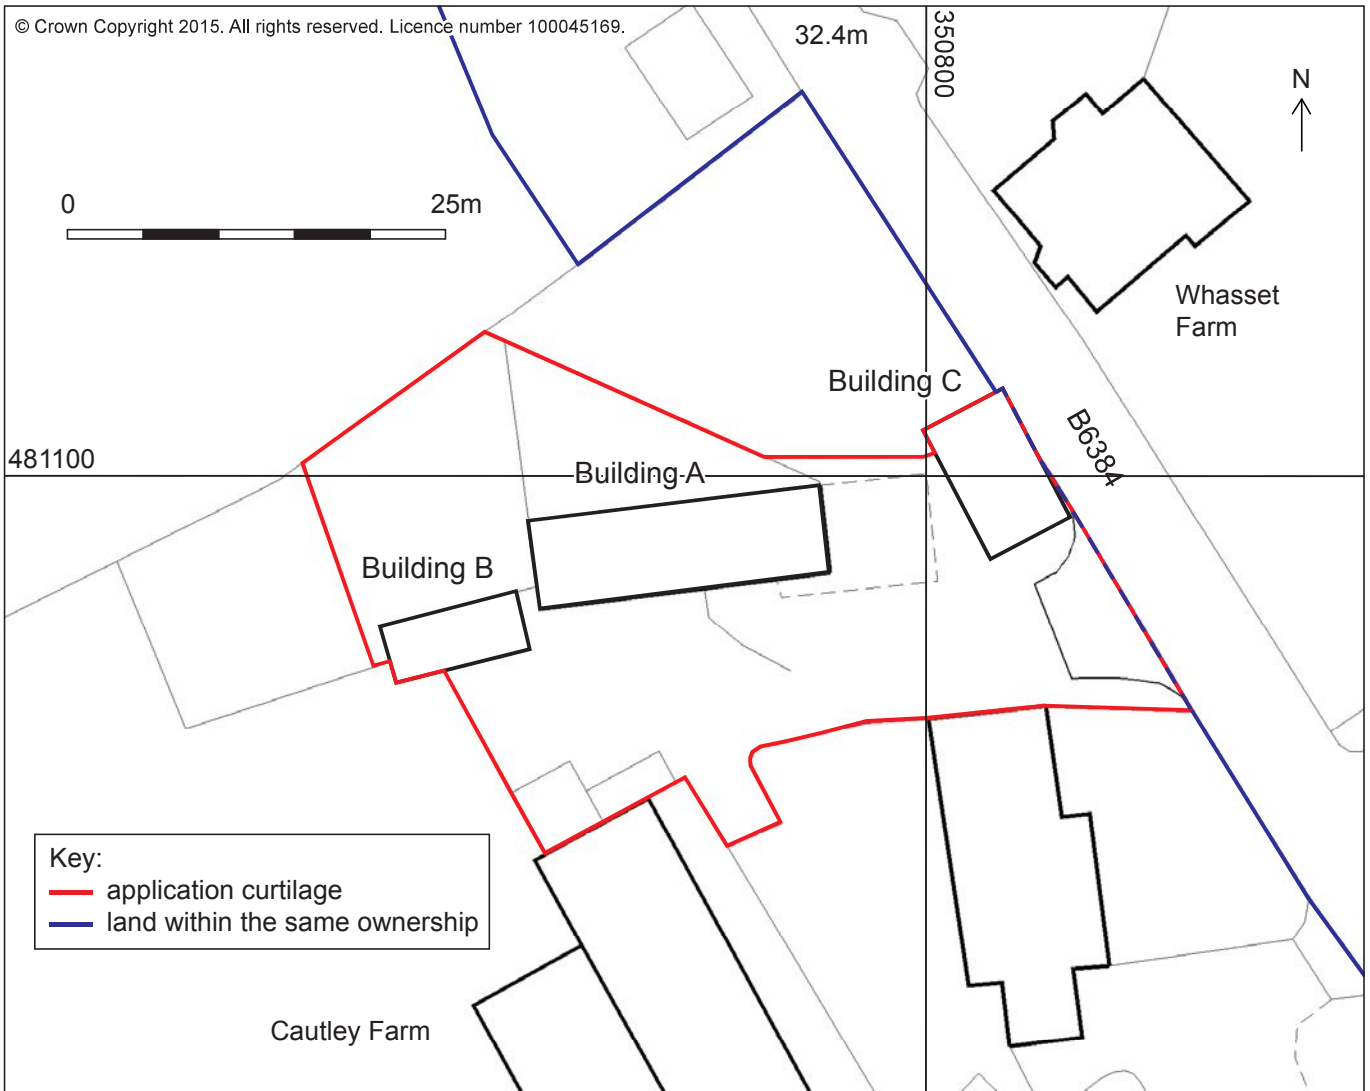 © Crown Copyright 2015. All rights reserved. Licence number 100045169.
32.4m
350800
N
0
25m
Whasset
Farm
Building C
B6384
481100
Building A
Building B
Key:
application curtilage
land within the same ownership
Cautley Farm